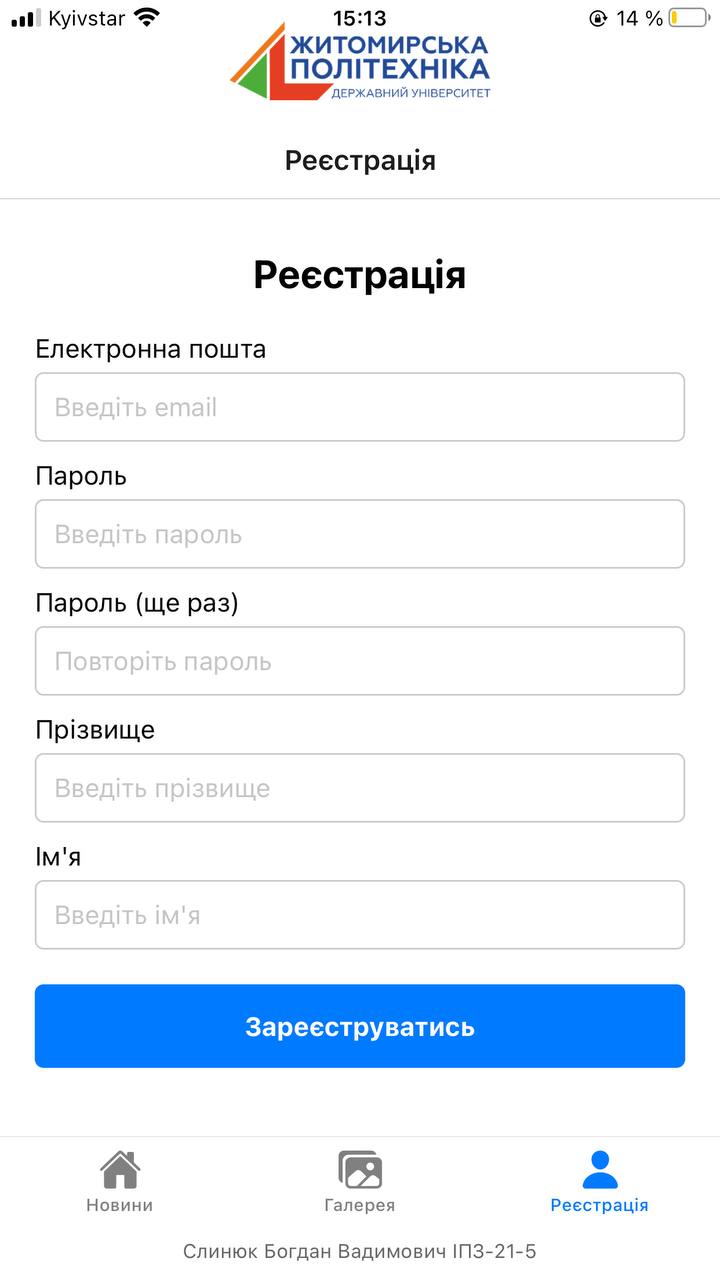 Kyivstar 15:13 14 %
ЖИТОМИРСЬКА
ПОЛІТЕХНІКА
ДЕРЖАВНИЙ УНІВЕРСИТЕТ
Реєстрація
Реєстрація
Електронна пошта
Введіть email
Пароль
Введіть пароль
Пароль (ще раз)
Повторіть пароль
Прізвище
Введіть прізвище
Ім'я
Введіть ім'я
Зареєструватись
Новини Галерея Реєстрація
Слинюк Богдан Вадимович ІПЗ-21-5